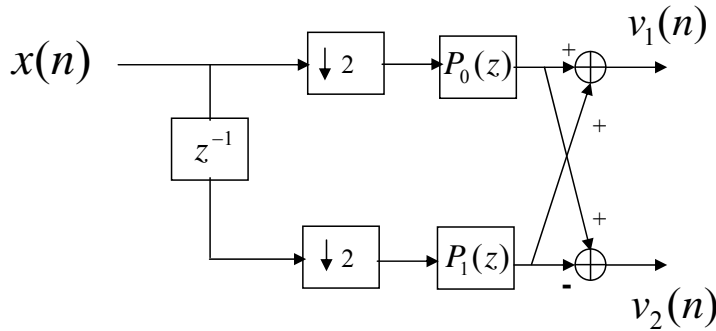 v₁(n)
x(n)
↓ 2
P₀(z)
+
+
z⁻¹
+
↓ 2
P₁(z)
-
v₂(n)